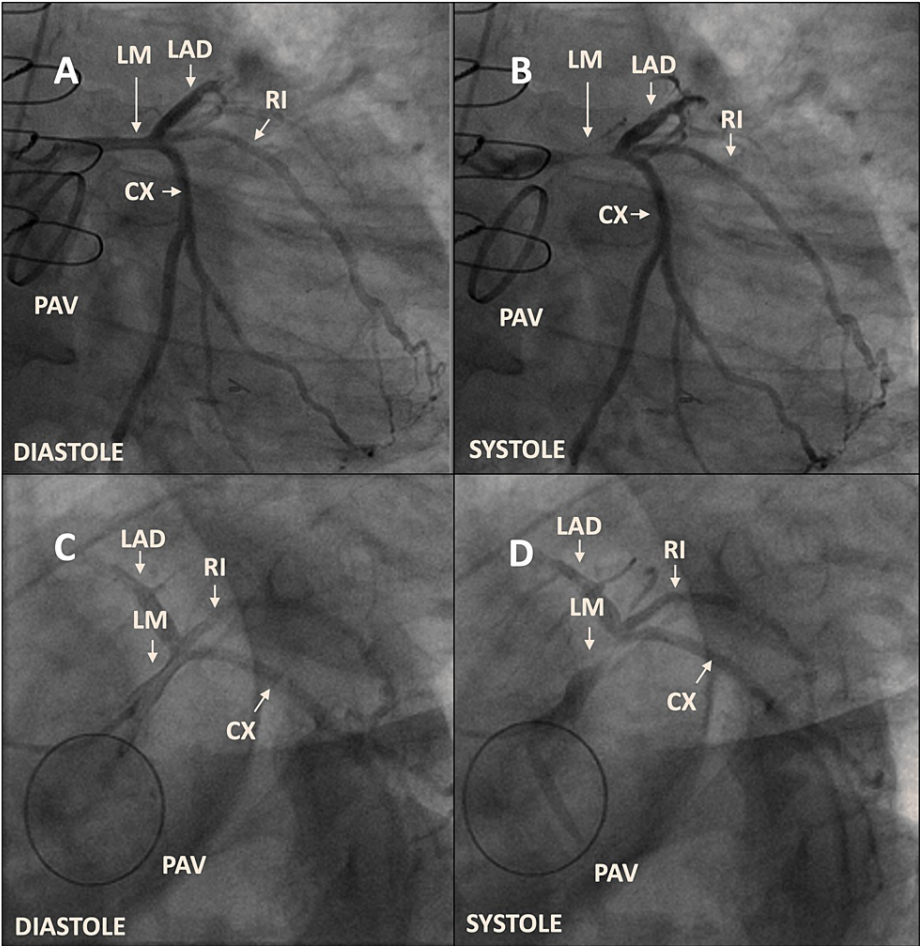 A
LM
LAD
RI
CX
PAV
DIASTOLE
B
LM
LAD
RI
CX
PAV
SYSTOLE
C
LAD
RI
LM
CX
PAV
DIASTOLE
D
LAD
RI
LM
CX
PAV
SYSTOLE